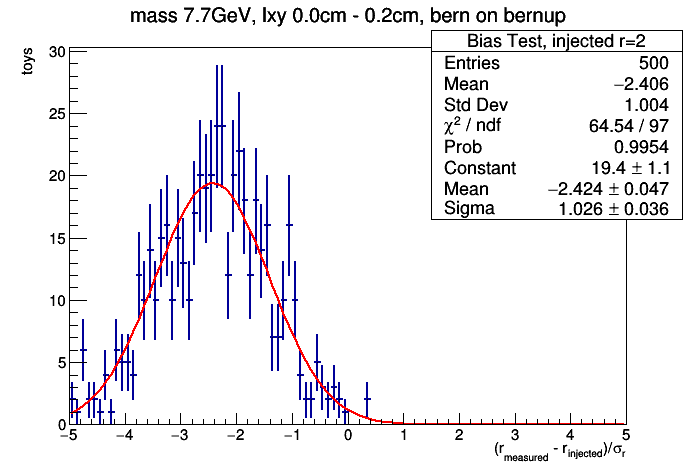 mass 7.7GeV, lxy 0.0cm - 0.2cm, bern on bernup
Bias Test, injected r=2
Entries 500
Mean −2.406
Std Dev 1.004
χ² / ndf 64.54 / 97
Prob 0.9954
Constant 19.4 ± 1.1
Mean −2.424 ± 0.047
Sigma 1.026 ± 0.036
toys
30
25
20
15
10
5
0
−5 −4 −3 −2 −1 0 1 2 3 4 5
(r_measured - r_injected)/σ_r